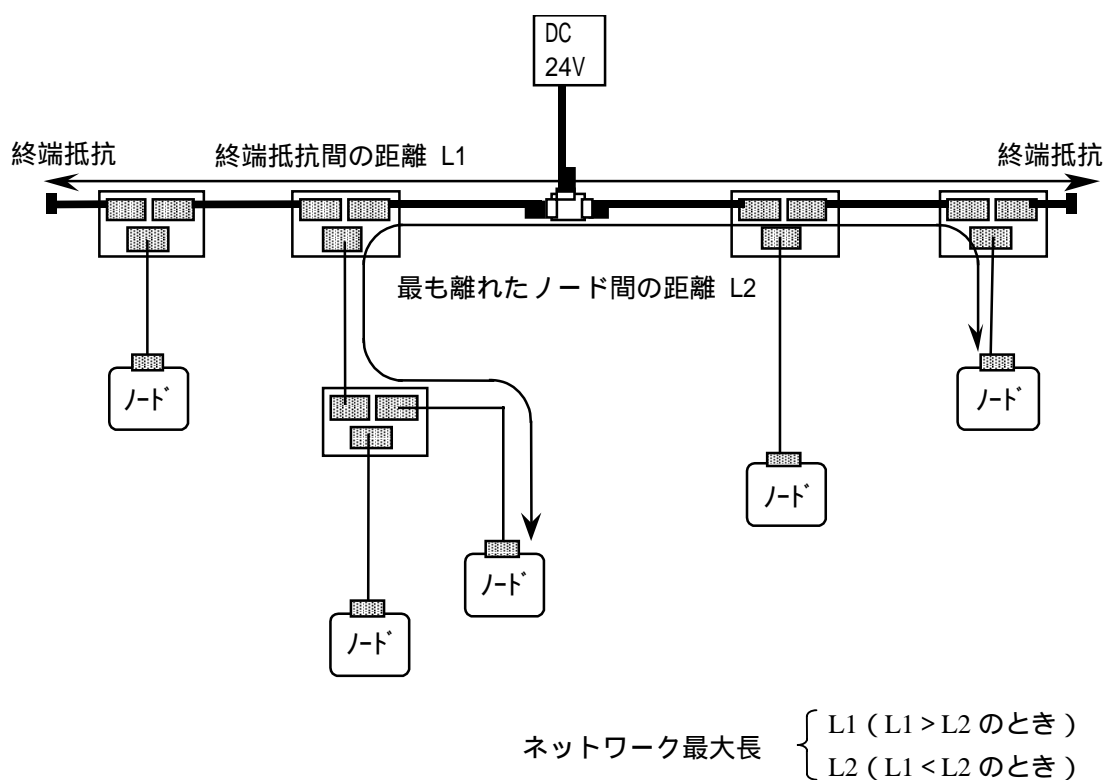 DC
24V
終端抵抗
終端抵抗間の距離 L1
終端抵抗
最も離れたノード間の距離 L2
ﾉｰﾄﾞ
ﾉｰﾄﾞ
ﾉｰﾄﾞ
ﾉｰﾄﾞ
ﾉｰﾄﾞ
ネットワーク最大長
L1 ( L1 > L2 のとき )
L2 ( L1 < L2 のとき )